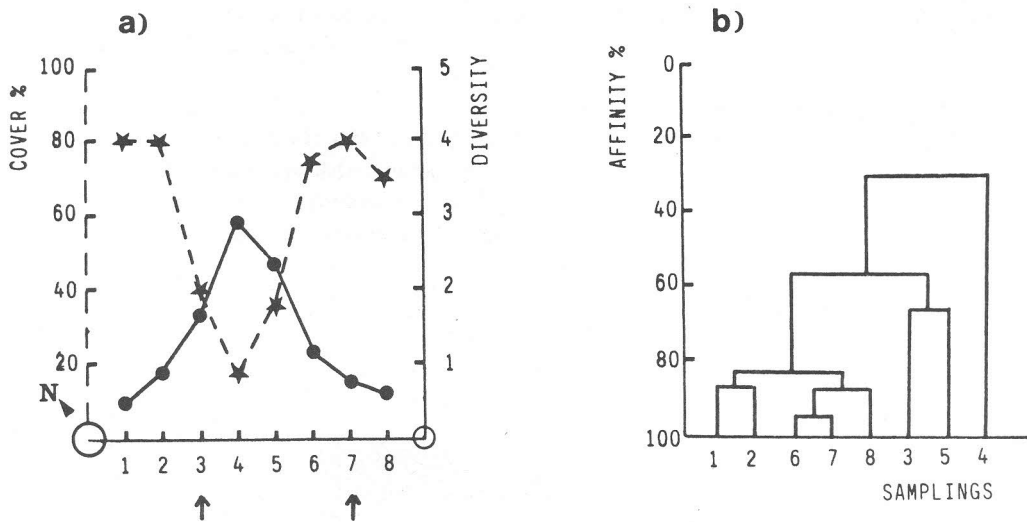 a)
COVER %
100
80
60
40
20
DIVERSITY
5
4
3
2
1
N
1 2 3 4 5 6 7 8
b)
AFFINITY %
0
20
40
60
80
100
1 2 6 7 8 3 5 4
SAMPLINGS